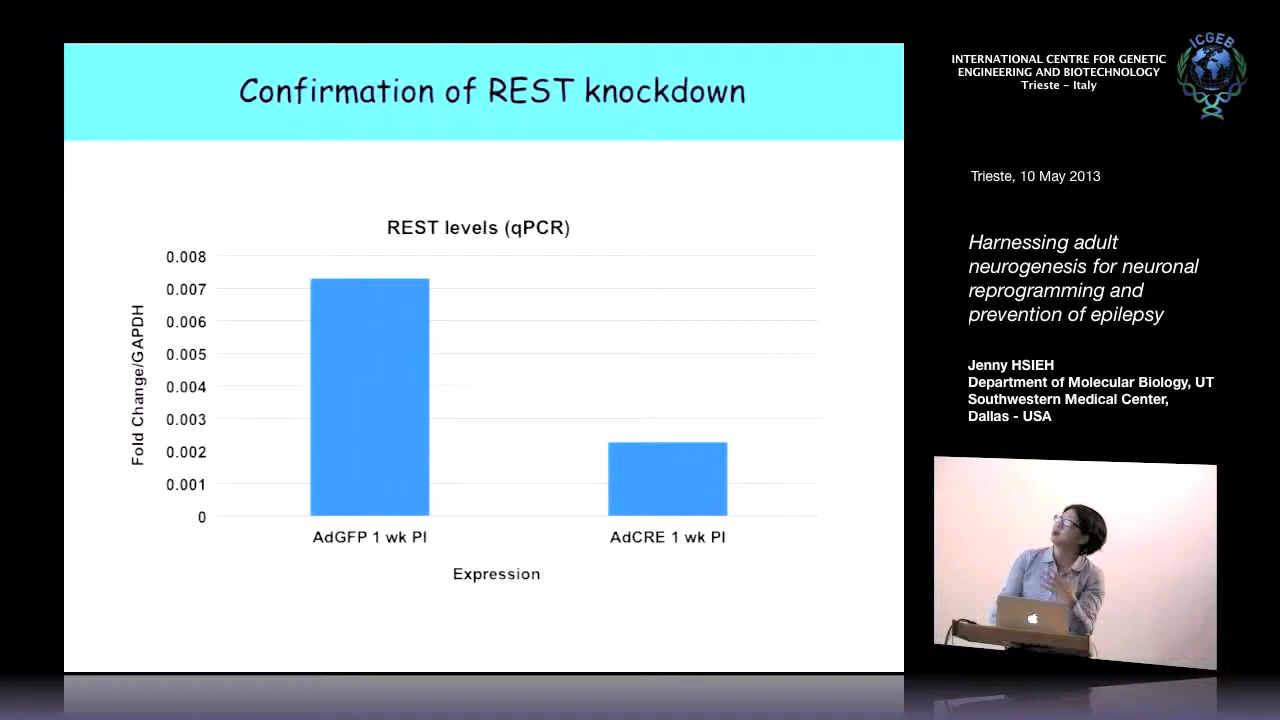 Confirmation of REST knockdown
REST levels (qPCR)
0.008
0.007
0.006
0.005
0.004
0.003
0.002
0.001
0
Fold Change/GAPDH
AdGFP 1 wk PI
AdCRE 1 wk PI
Expression
INTERNATIONAL CENTRE FOR GENETIC
ENGINEERING AND BIOTECHNOLOGY
Trieste - Italy
ICGEB
Trieste, 10 May 2013
Harnessing adult
neurogenesis for neuronal
reprogramming and
prevention of epilepsy
Jenny HSIEH
Department of Molecular Biology, UT
Southwestern Medical Center,
Dallas - USA